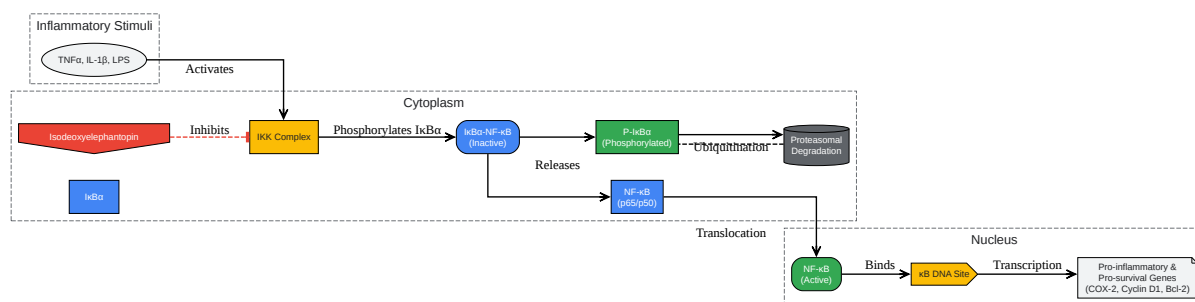 Inflammatory Stimuli
TNFα, IL-1β, LPS
Activates
Cytoplasm
Isodeoxyelephantopin
Inhibits
IKK Complex
Phosphorylates IκBα
IκBα-NF-κB
(Inactive)
P-IκBα
(Phosphorylated)
Ubiquitination
Proteasomal
Degradation
Releases
IκBα
NF-κB
(p65/p50)
Translocation
Nucleus
NF-κB
(Active)
Binds
κB DNA Site
Transcription
Pro-inflammatory &
Pro-survival Genes
(COX-2, Cyclin D1, Bcl-2)